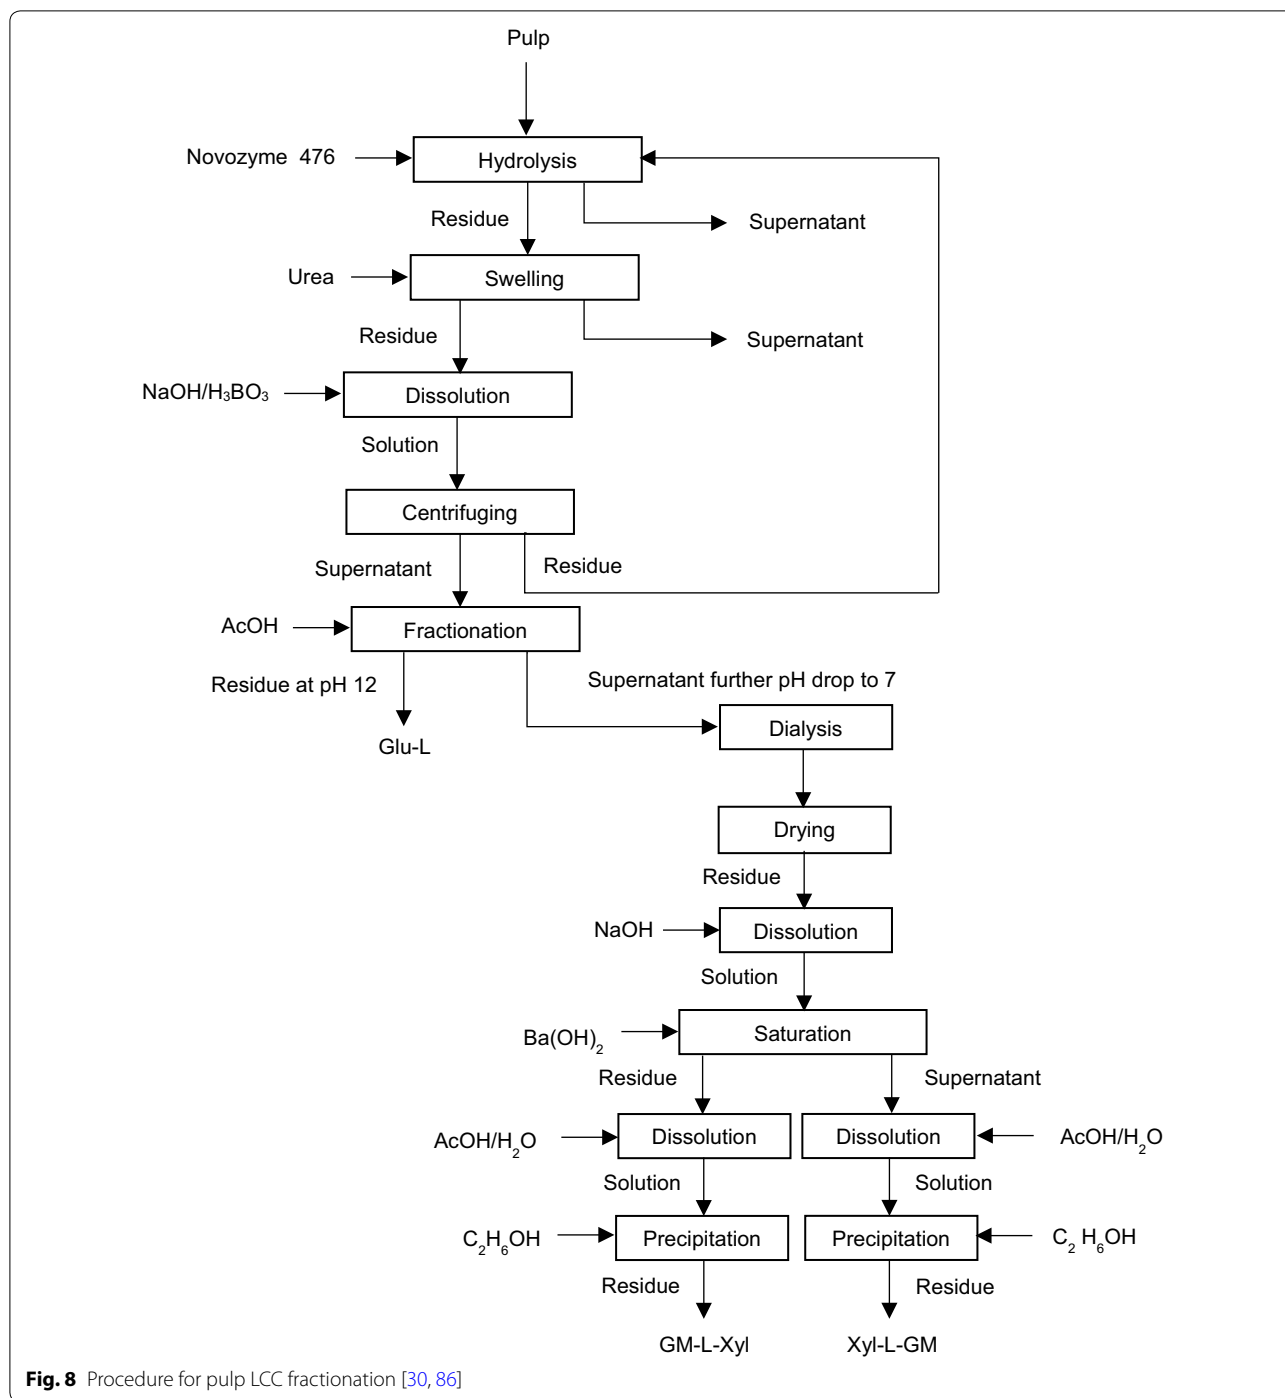 Pulp
Novozyme 476
Hydrolysis
Residue
Supernatant
Urea
Swelling
Residue
Supernatant
NaOH/H₃BO₃
Dissolution
Solution
Centrifuging
Supernatant
Residue
AcOH
Fractionation
Residue at pH 12
Supernatant further pH drop to 7
Glu-L
Dialysis
Drying
Residue
NaOH
Dissolution
Solution
Ba(OH)₂
Saturation
Residue
Supernatant
AcOH/H₂O
Dissolution
Dissolution
AcOH/H₂O
Solution
Solution
C₂H₆OH
Precipitation
Precipitation
C₂ H₆OH
Residue
Residue
GM-L-Xyl
Xyl-L-GM
Fig. 8 Procedure for pulp LCC fractionation [30, 86]